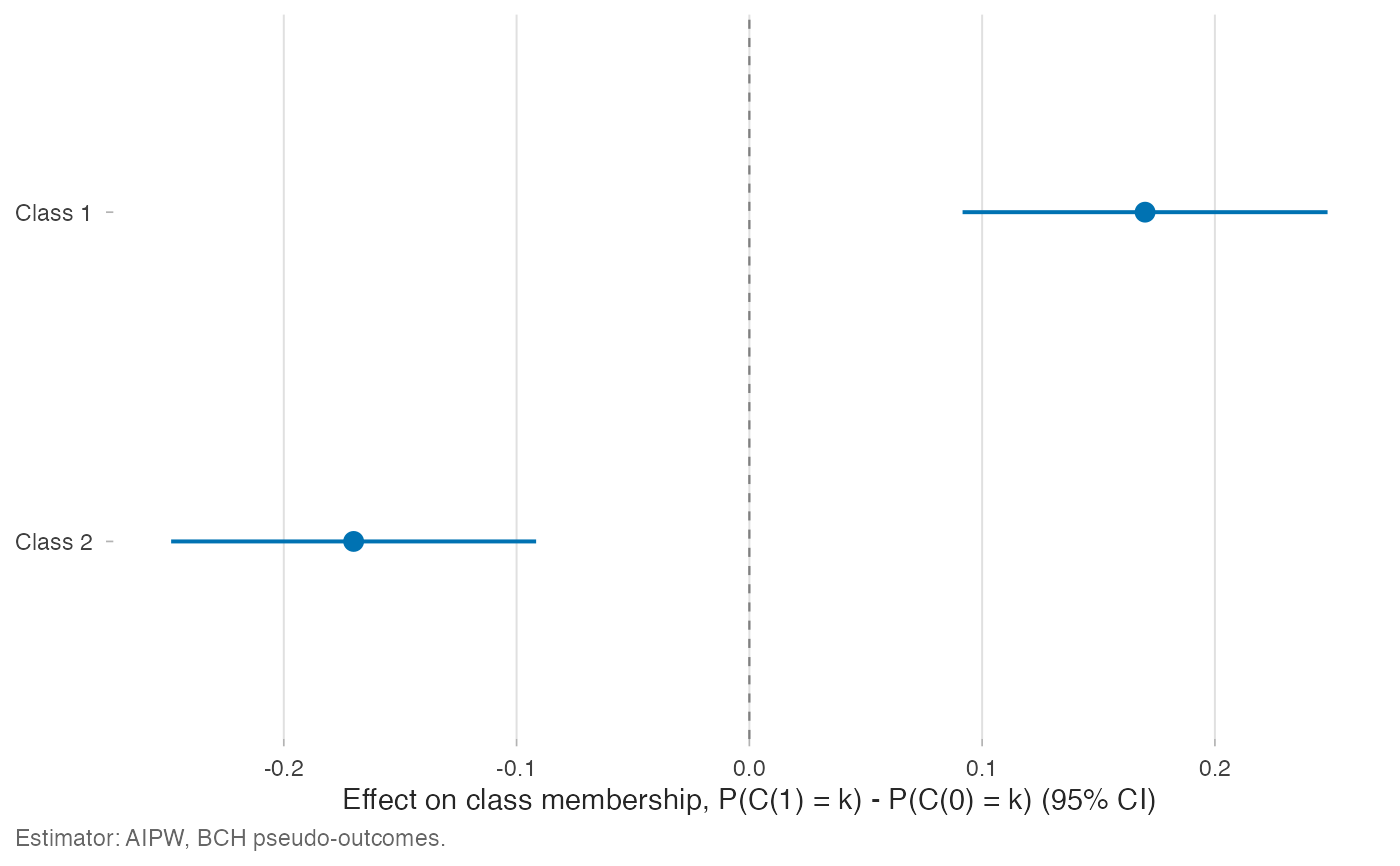 Class 1
Class 2
-0.2 -0.1 0.0 0.1 0.2
Effect on class membership, P(C(1) = k) - P(C(0) = k) (95% CI)
Estimator: AIPW, BCH pseudo-outcomes.